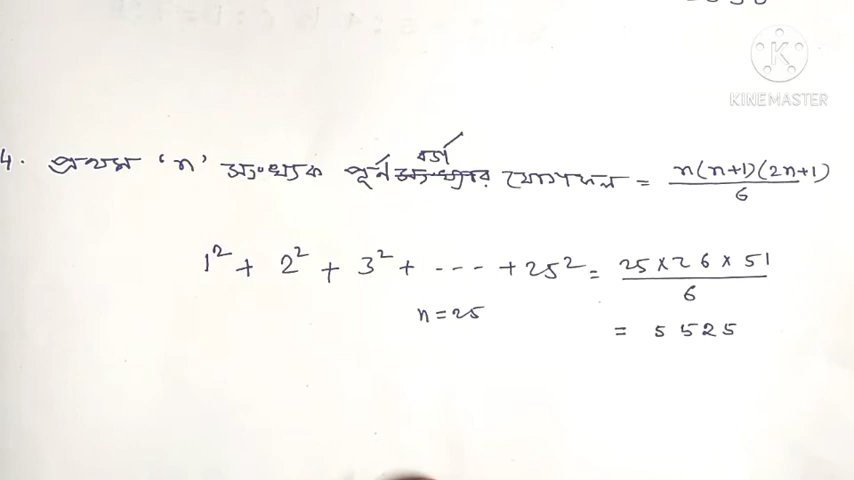 KINEMASTER
4. প্রথম 'n' সংখ্যক পূর্ন বর্গ সংখ্যার যোগফল = n(n+1)(2n+1)/6
1² + 2² + 3² + ---- + 25² = 25×26×51/6
n=25
= 5525